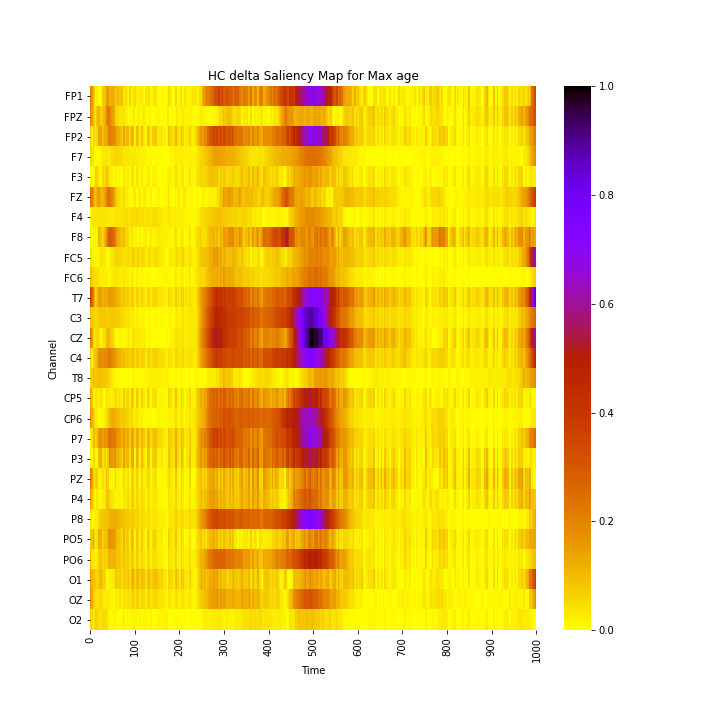 HC delta Saliency Map for Max age
Channel
FP1
FPZ
FP2
F7
F3
FZ
F4
F8
FC5
FC6
T7
C3
CZ
C4
T8
CP5
CP6
P7
P3
PZ
P4
P8
PO5
PO6
O1
OZ
O2
0 100 200 300 400 500 600 700 800 900 1000
Time
1.0
0.8
0.6
0.4
0.2
0.0